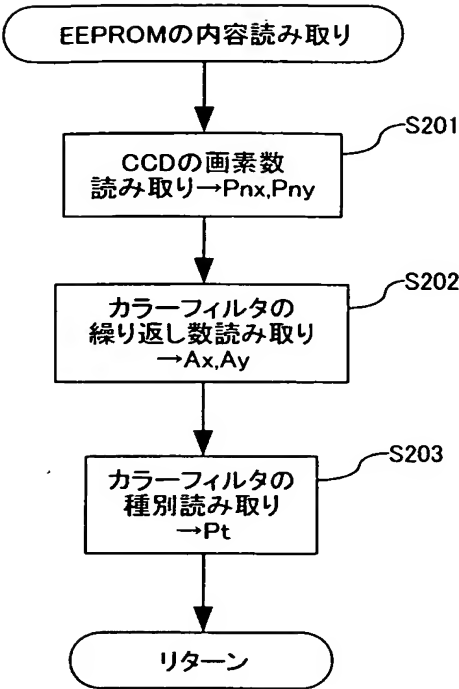 EEPROMの内容読み取り
S201
CCDの画素数
読み取り→Pnx,Pny
S202
カラーフィルタの
繰り返し数読み取り
→Ax,Ay
S203
カラーフィルタの
種別読み取り
→Pt
リターン